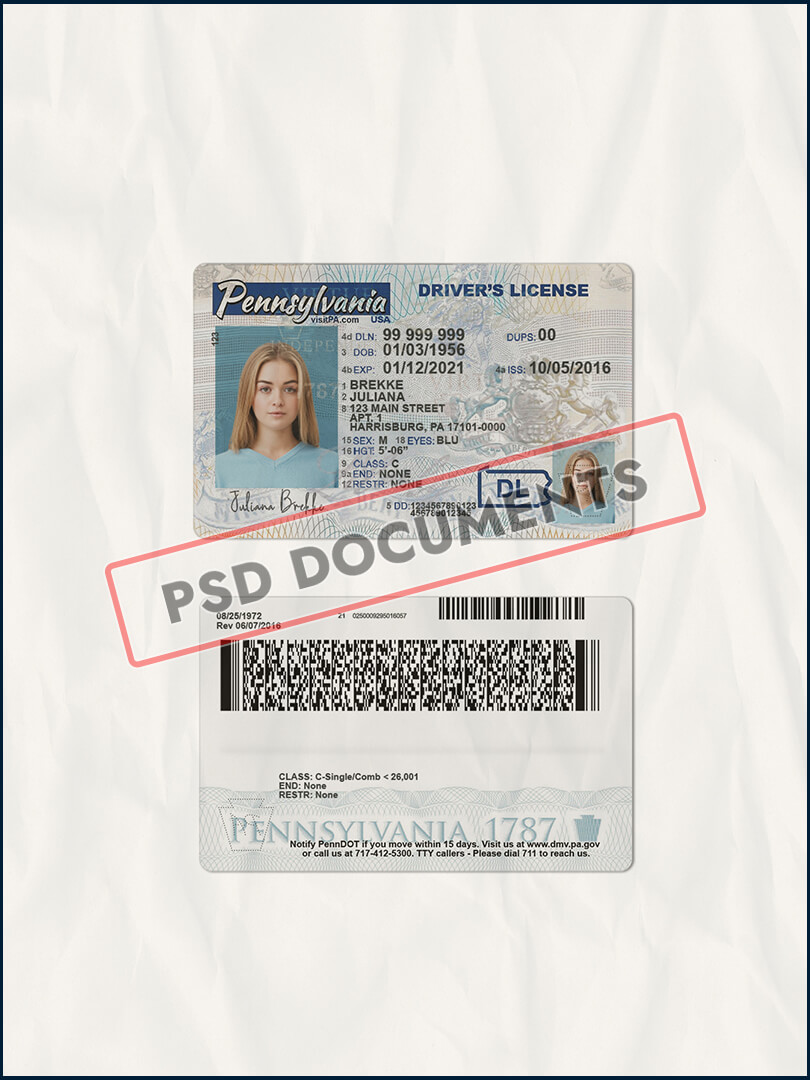 Pennsylvania
visitPA.com USA
DRIVER'S LICENSE
123
4d DLN: 99 999 999 DUPS: 00
3 DOB: 01/03/1956
4b EXP: 01/12/2021 4a ISS: 10/05/2016
1 BREKKE
2 JULIANA
8 123 MAIN STREET
APT. 1
HARRISBURG, PA 17101-0000
15 SEX: M 18 EYES: BLU
16 HGT: 5'-06"
9 CLASS: C
9a END: NONE
12 RESTR: NONE
5 DD:1234567890123
456789012345
DL
Juliana Brekke
PSD DOCUMENTS
08/25/1972
Rev 06/07/2016
21 0250009295016057
CLASS: C-Single/Comb < 26,001
END: None
RESTR: None
PENNSYLVANIA 1787
Notify PennDOT if you move within 15 days. Visit us at www.dmv.pa.gov
or call us at 717-412-5300. TTY callers - Please dial 711 to reach us.